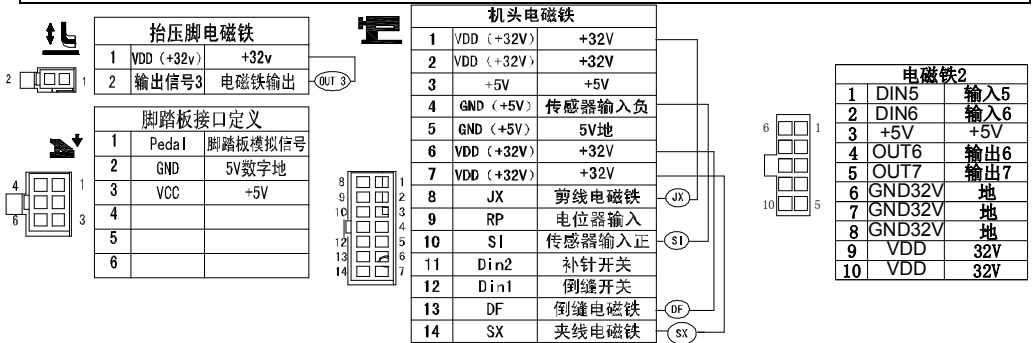 抬压脚电磁铁
1 VDD（+32v） +32v
2 输出信号3 电磁铁输出 OUT 3
2 1
脚踏板接口定义
1 Pedal 脚踏板模拟信号
2 GND 5V数字地
3 VCC +5V
4
5
6
4 1
6 3
机头电磁铁
1 VDD（+32V） +32V
2 VDD（+32V） +32V
3 +5V +5V
4 GND（+5V） 传感器输入负
5 GND（+5V） 5V地
6 VDD（+32V） +32V
7 VDD（+32V） +32V
8 JX 剪线电磁铁 JX
9 RP 电位器输入
10 SI 传感器输入正 SI
11 Din2 补针开关
12 Din1 倒缝开关
13 DF 倒缝电磁铁 DF
14 SX 夹线电磁铁 SX
8 1
9 2
10 3
4
12 5
13 6
14 7
电磁铁2
1 DIN5 输入5
2 DIN6 输入6
3 +5V +5V
4 OUT6 输出6
5 OUT7 输出7
6 GND32V 地
7 GND32V 地
8 GND32V 地
9 VDD 32V
10 VDD 32V
6 1
10 5